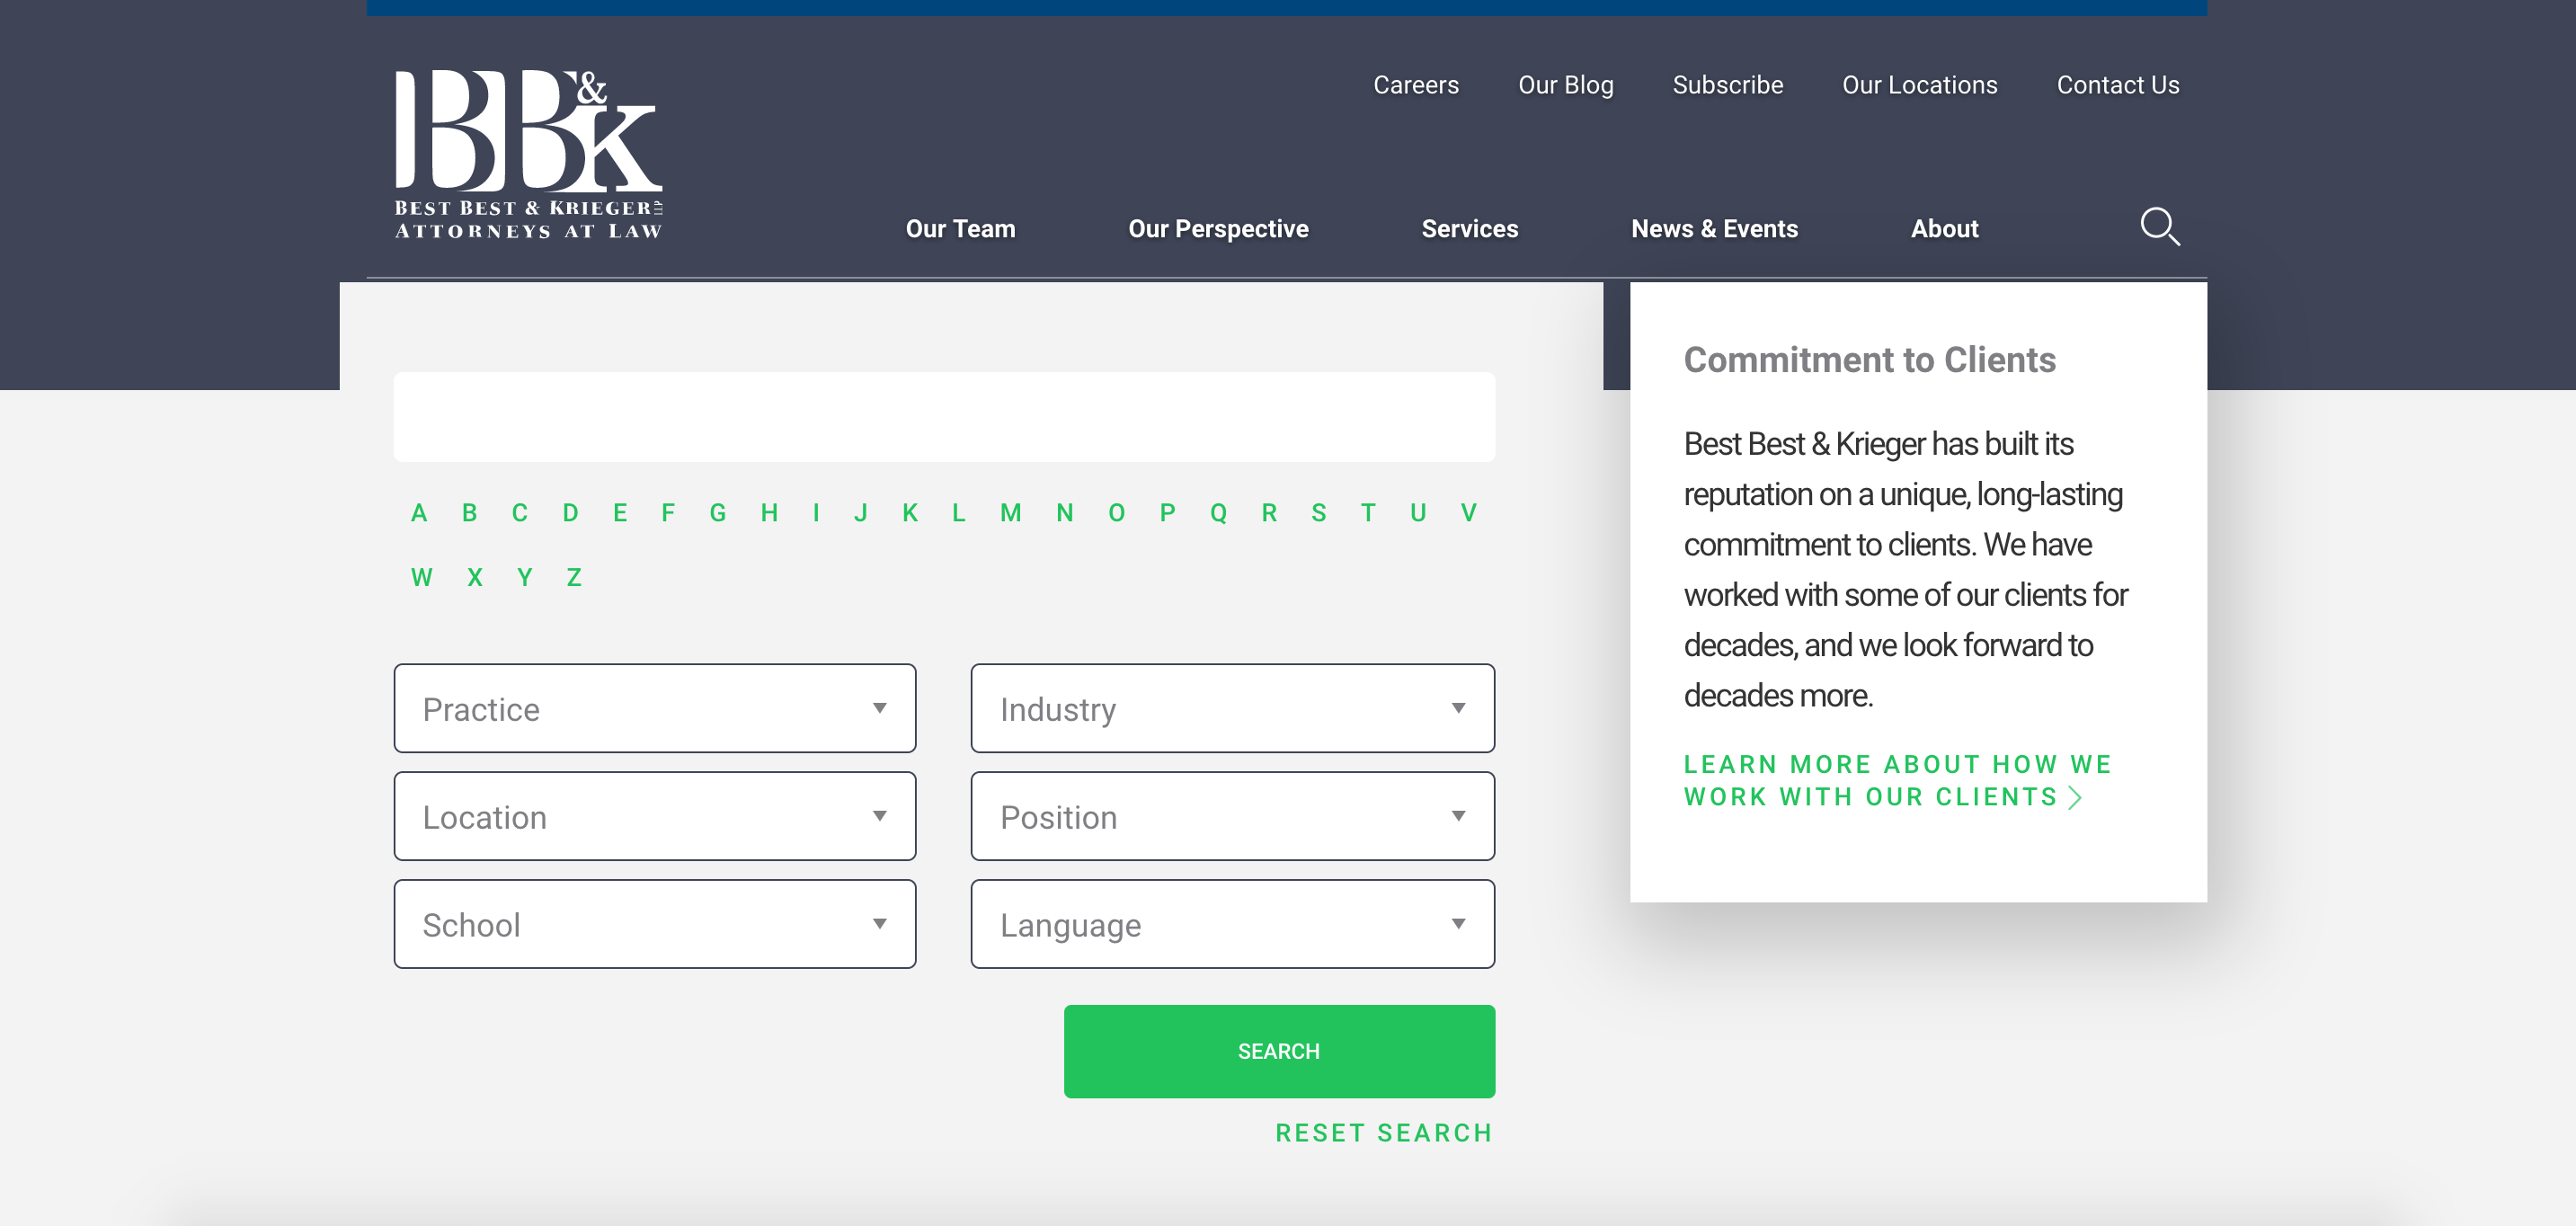 Careers Our Blog Subscribe Our Locations Contact Us
BB&K
BEST BEST & KRIEGER LLP
ATTORNEYS AT LAW
Our Team Our Perspective Services News & Events About
A B C D E F G H I J K L M N O P Q R S T U V
W X Y Z
Practice
Industry
Location
Position
School
Language
SEARCH
RESET SEARCH
Commitment to Clients
Best Best & Krieger has built its
reputation on a unique, long-lasting
commitment to clients. We have
worked with some of our clients for
decades, and we look forward to
decades more.
LEARN MORE ABOUT HOW WE
WORK WITH OUR CLIENTS